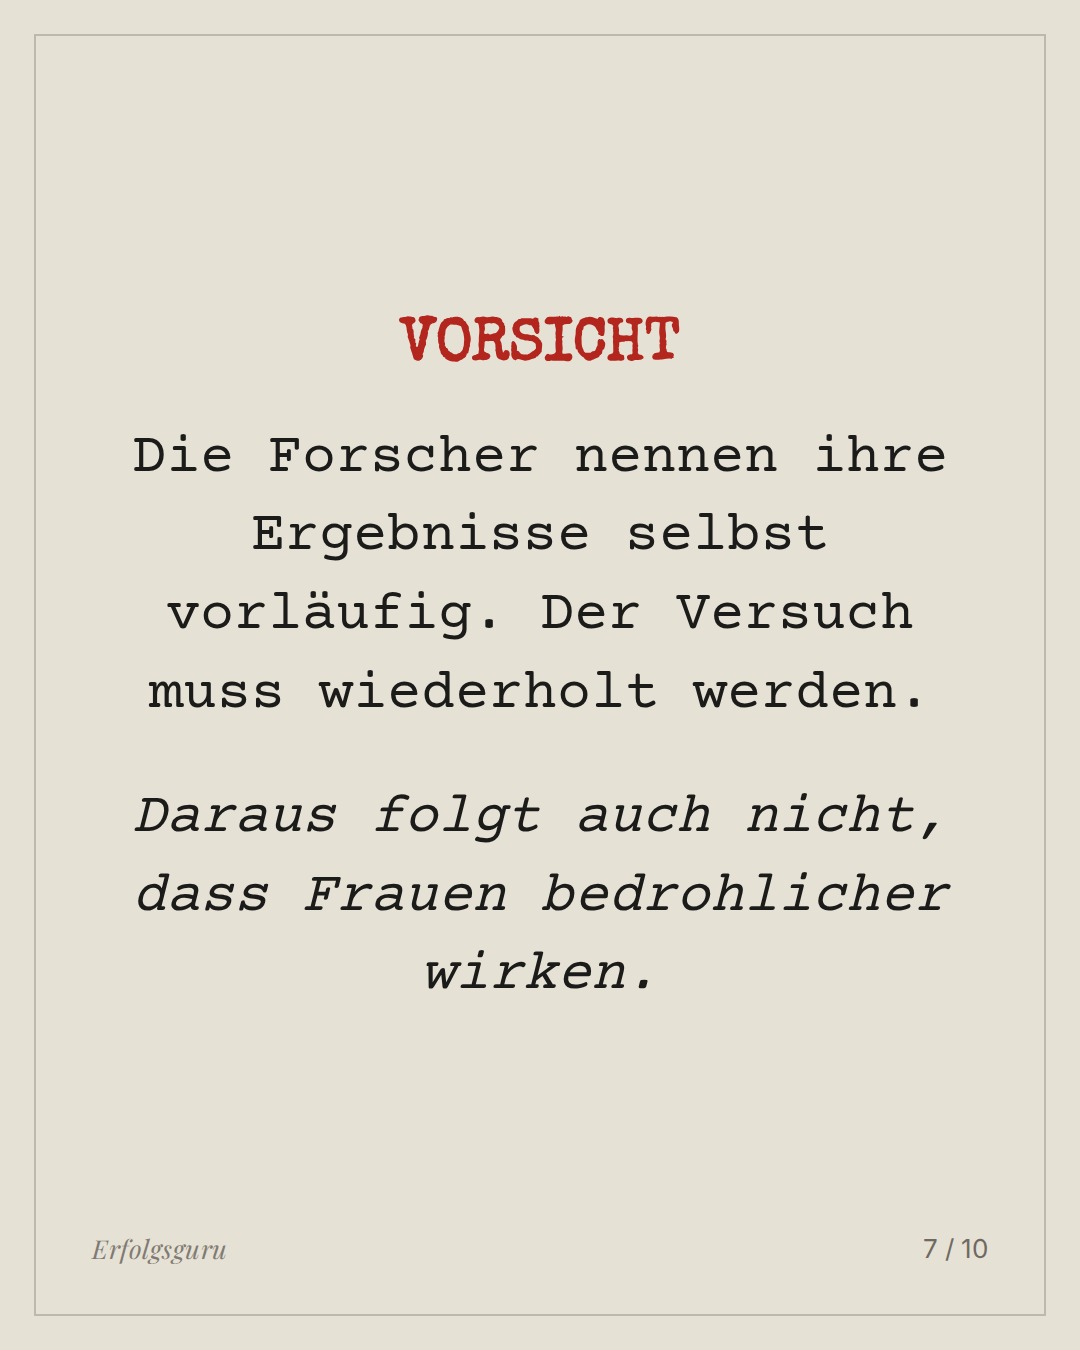 VORSICHT
Die Forscher nennen ihre
Ergebnisse selbst
vorläufig. Der Versuch
muss wiederholt werden.
Daraus folgt auch nicht,
dass Frauen bedrohlicher
wirken.
Erfolgsguru
7 / 10